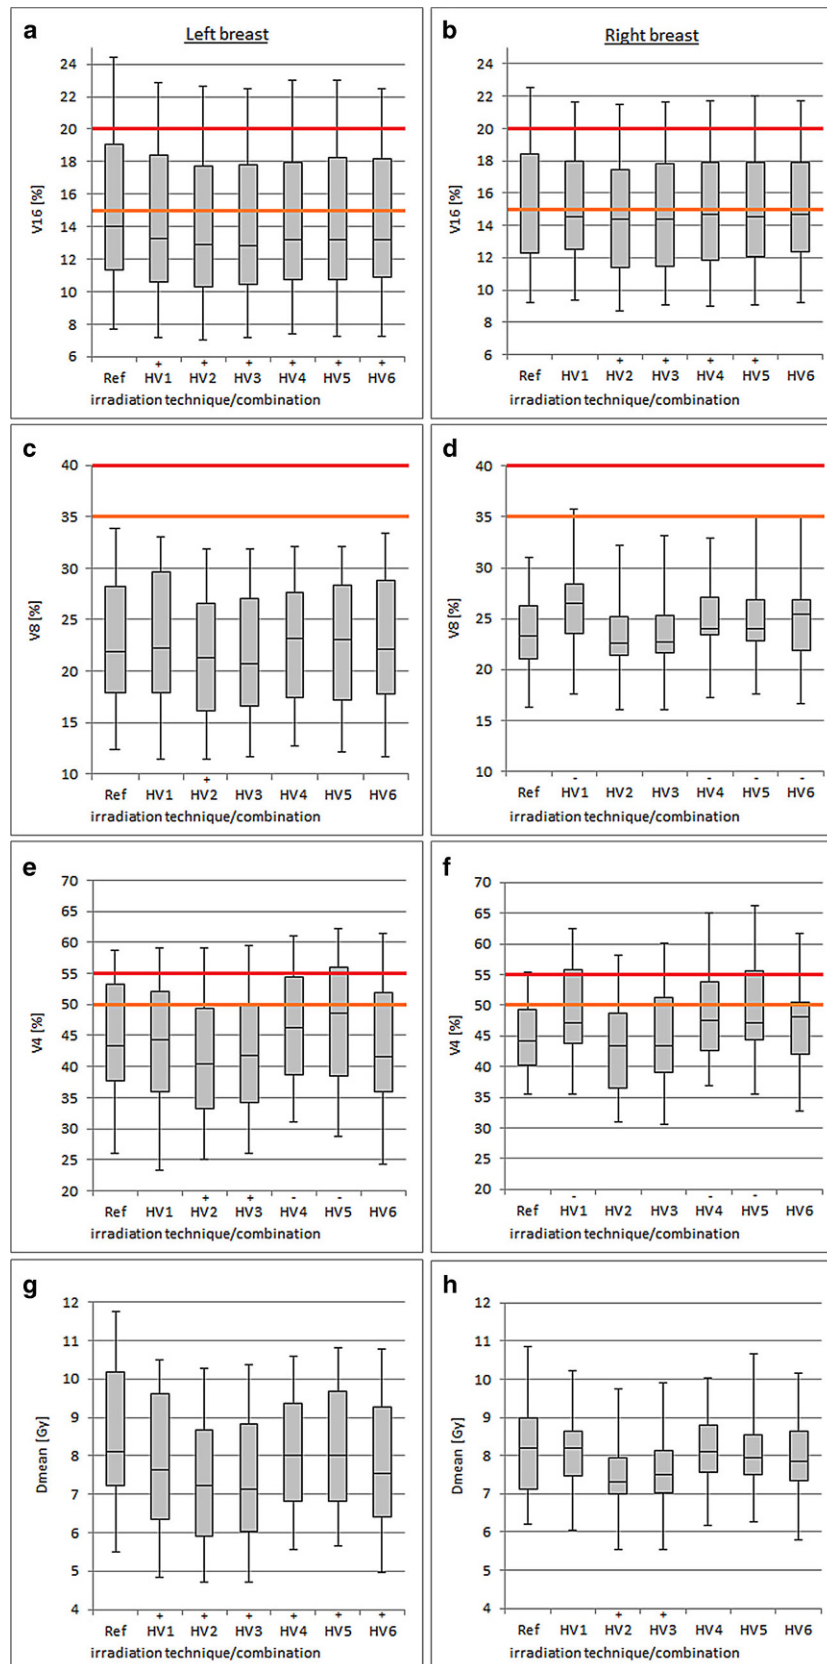 a Left breast
24
22
20
18
16
14
12
10
8
6
V16 [%]
+ + + + + +
Ref HV1 HV2 HV3 HV4 HV5 HV6
irradiation technique/combination
b Right breast
24
22
20
18
16
14
12
10
8
6
V16 [%]
+ + + +
Ref HV1 HV2 HV3 HV4 HV5 HV6
irradiation technique/combination
c
40
35
30
25
20
15
10
V8 [%]
+
Ref HV1 HV2 HV3 HV4 HV5 HV6
irradiation technique/combination
d
40
35
30
25
20
15
10
V8 [%]
- - - -
Ref HV1 HV2 HV3 HV4 HV5 HV6
irradiation technique/combination
e
70
65
60
55
50
45
40
35
30
25
20
V4 [%]
+ + - -
Ref HV1 HV2 HV3 HV4 HV5 HV6
irradiation technique/combination
f
70
65
60
55
50
45
40
35
30
25
20
V4 [%]
- - -
Ref HV1 HV2 HV3 HV4 HV5 HV6
irradiation technique/combination
g
12
11
10
9
8
7
6
5
4
Dmean [Gy]
+ + + + + +
Ref HV1 HV2 HV3 HV4 HV5 HV6
irradiation technique/combination
h
12
11
10
9
8
7
6
5
4
Dmean [Gy]
+ +
Ref HV1 HV2 HV3 HV4 HV5 HV6
irradiation technique/combination